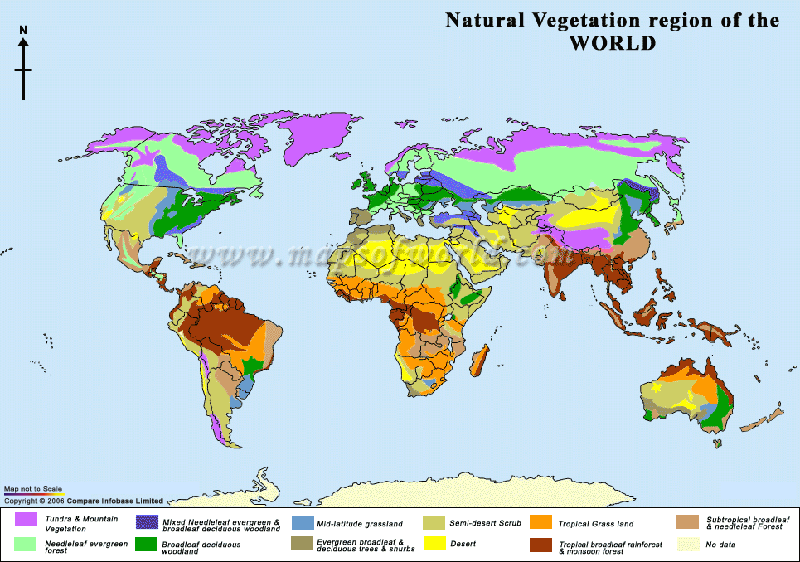 Natural Vegetation region of the
WORLD
N
www.mapsofworld.com
Map not to Scale
Copyright © 2006 Compare Infobase Limited
Tundra & Mountain
Vegetation
Mixed Needleleaf evergreen &
broadleaf deciduous woodland
Mid-latitude grassland
Semi-desert Scrub
Tropical Grass land
Subtropical broadleaf
& needleleaf Forest
Needleleaf evergreen
forest
Broadleaf deciduous
woodland
Evergreen broadleaf &
deciduous trees & shurbs
Desert
Tropical broadleaf rainforest
& monsoon forest
No data